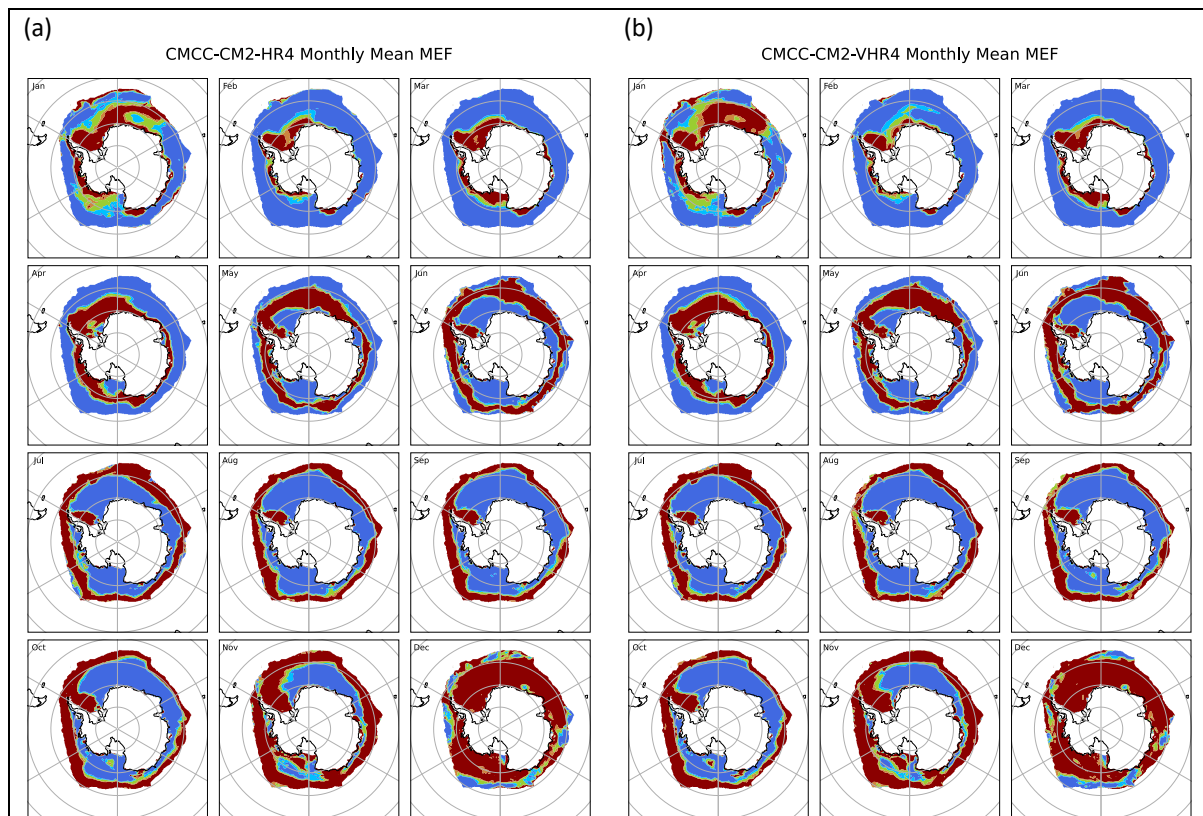 (a) (b)
CMCC-CM2-HR4 Monthly Mean MEF CMCC-CM2-VHR4 Monthly Mean MEF
Jan Feb Mar Jan Feb Mar
Apr May Jun Apr May Jun
Jul Aug Sep Jul Aug Sep
Oct Nov Dec Oct Nov Dec